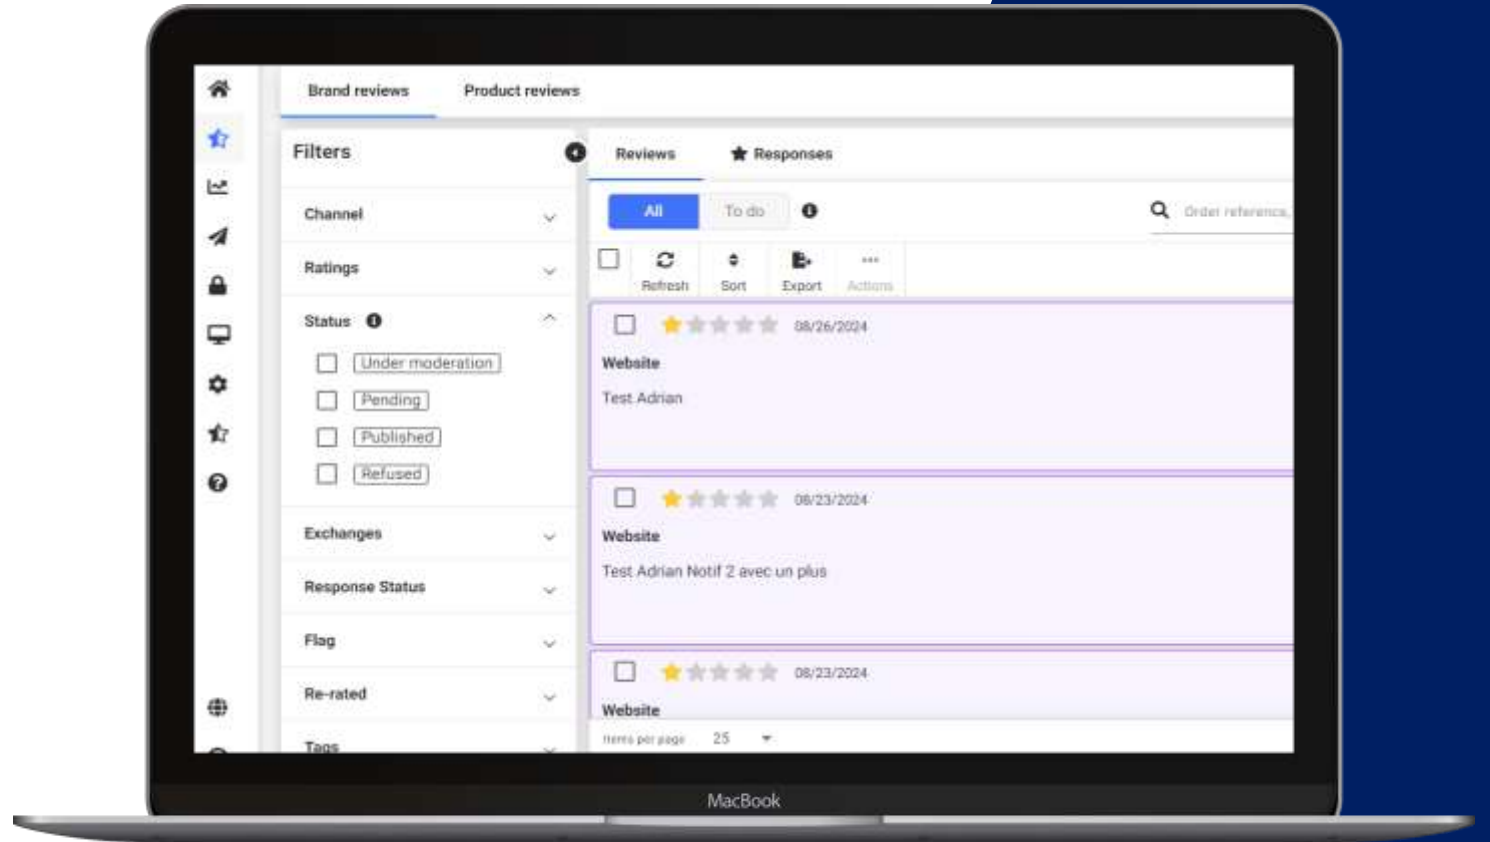 Brand reviews
Product reviews
Filters
Channel
Ratings
Status
Under moderation
Pending
Published
Refused
Exchanges
Response Status
Flag
Re-rated
Tags
Reviews
Responses
All
To do
Order reference,
Refresh
Sort
Export
Actions
08/26/2024
Website
Test Adrian
08/23/2024
Website
Test Adrian Notif 2 avec un plus
08/23/2024
Website
Items per page
25
MacBook